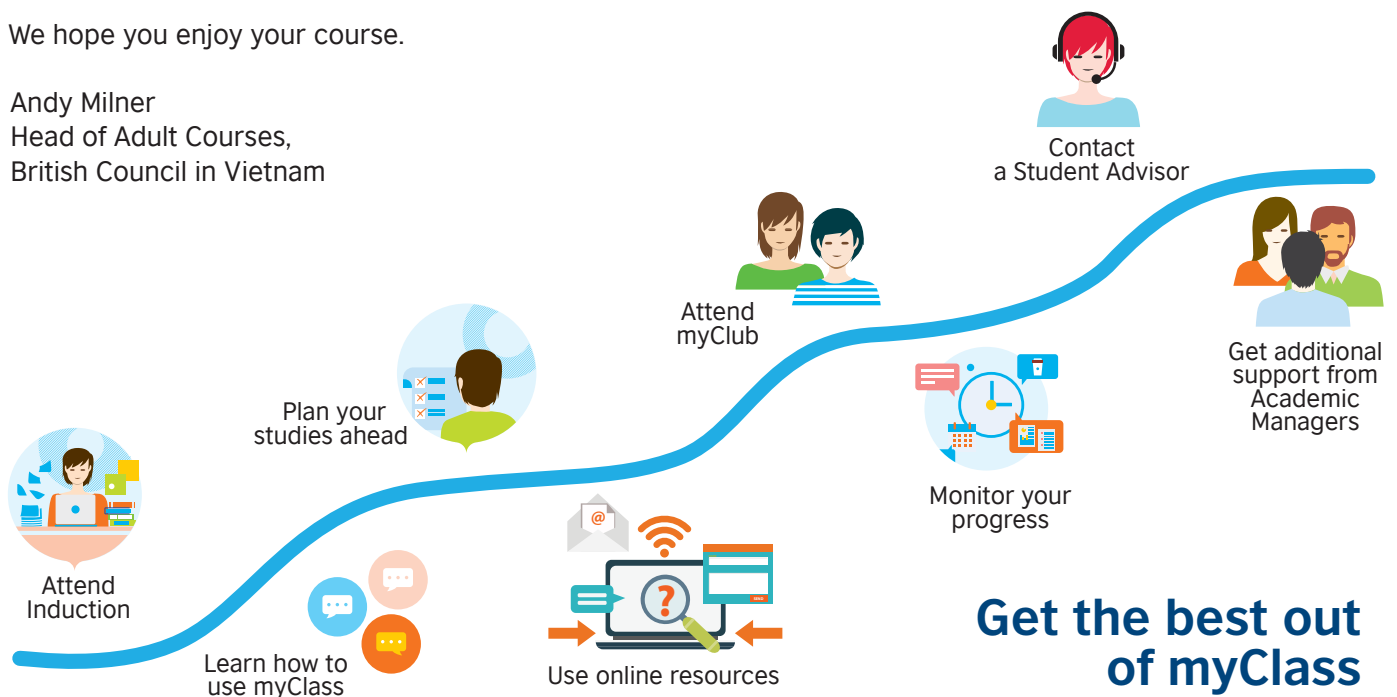 We hope you enjoy your course.
Andy Milner
Head of Adult Courses,
British Council in Vietnam
Attend
Induction
Learn how to
use myClass
Plan your
studies ahead
@
?
Use online resources
Attend
myClub
Monitor your
progress
Contact
a Student Advisor
Get additional
support from
Academic
Managers
Get the best out
of myClass